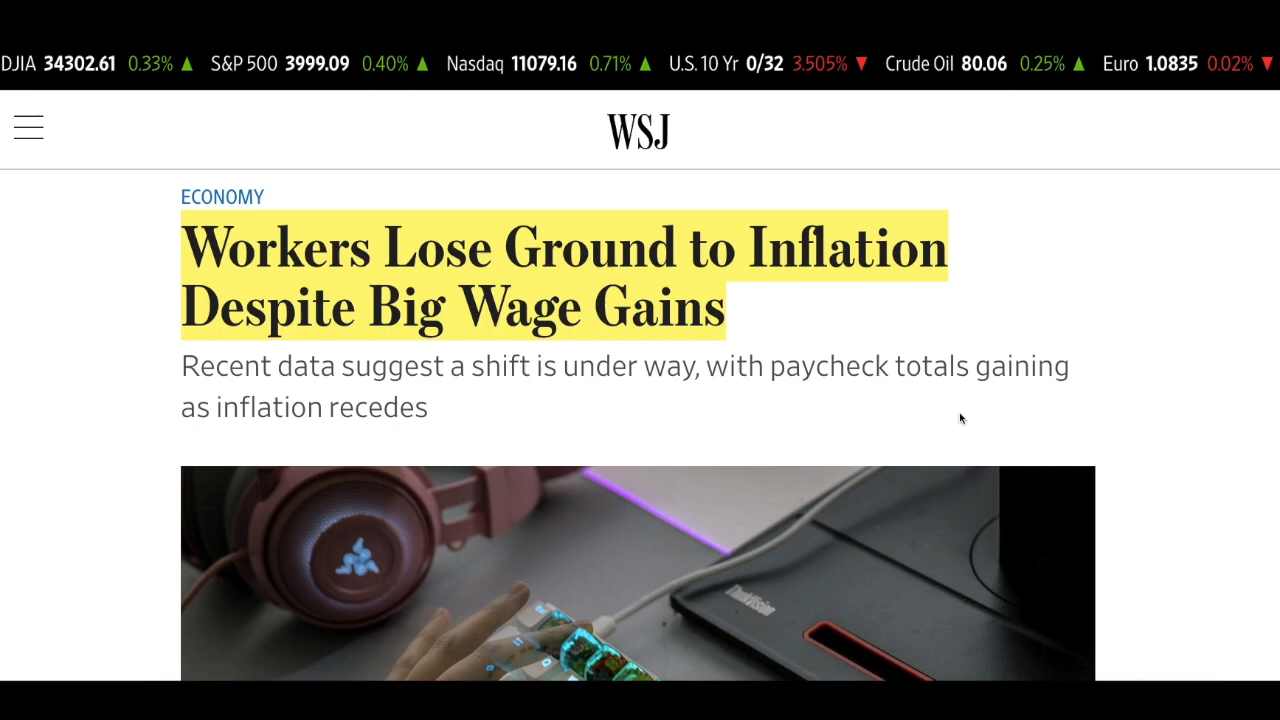 DJIA 34302.61 0.33% ▲ S&P 500 3999.09 0.40% ▲ Nasdaq 11079.16 0.71% ▲ U.S. 10 Yr 0/32 3.505% ▼ Crude Oil 80.06 0.25% ▲ Euro 1.0835 0.02% ▼
WSJ
ECONOMY
Workers Lose Ground to Inflation
Despite Big Wage Gains
Recent data suggest a shift is under way, with paycheck totals gaining
as inflation recedes
ThinkVision